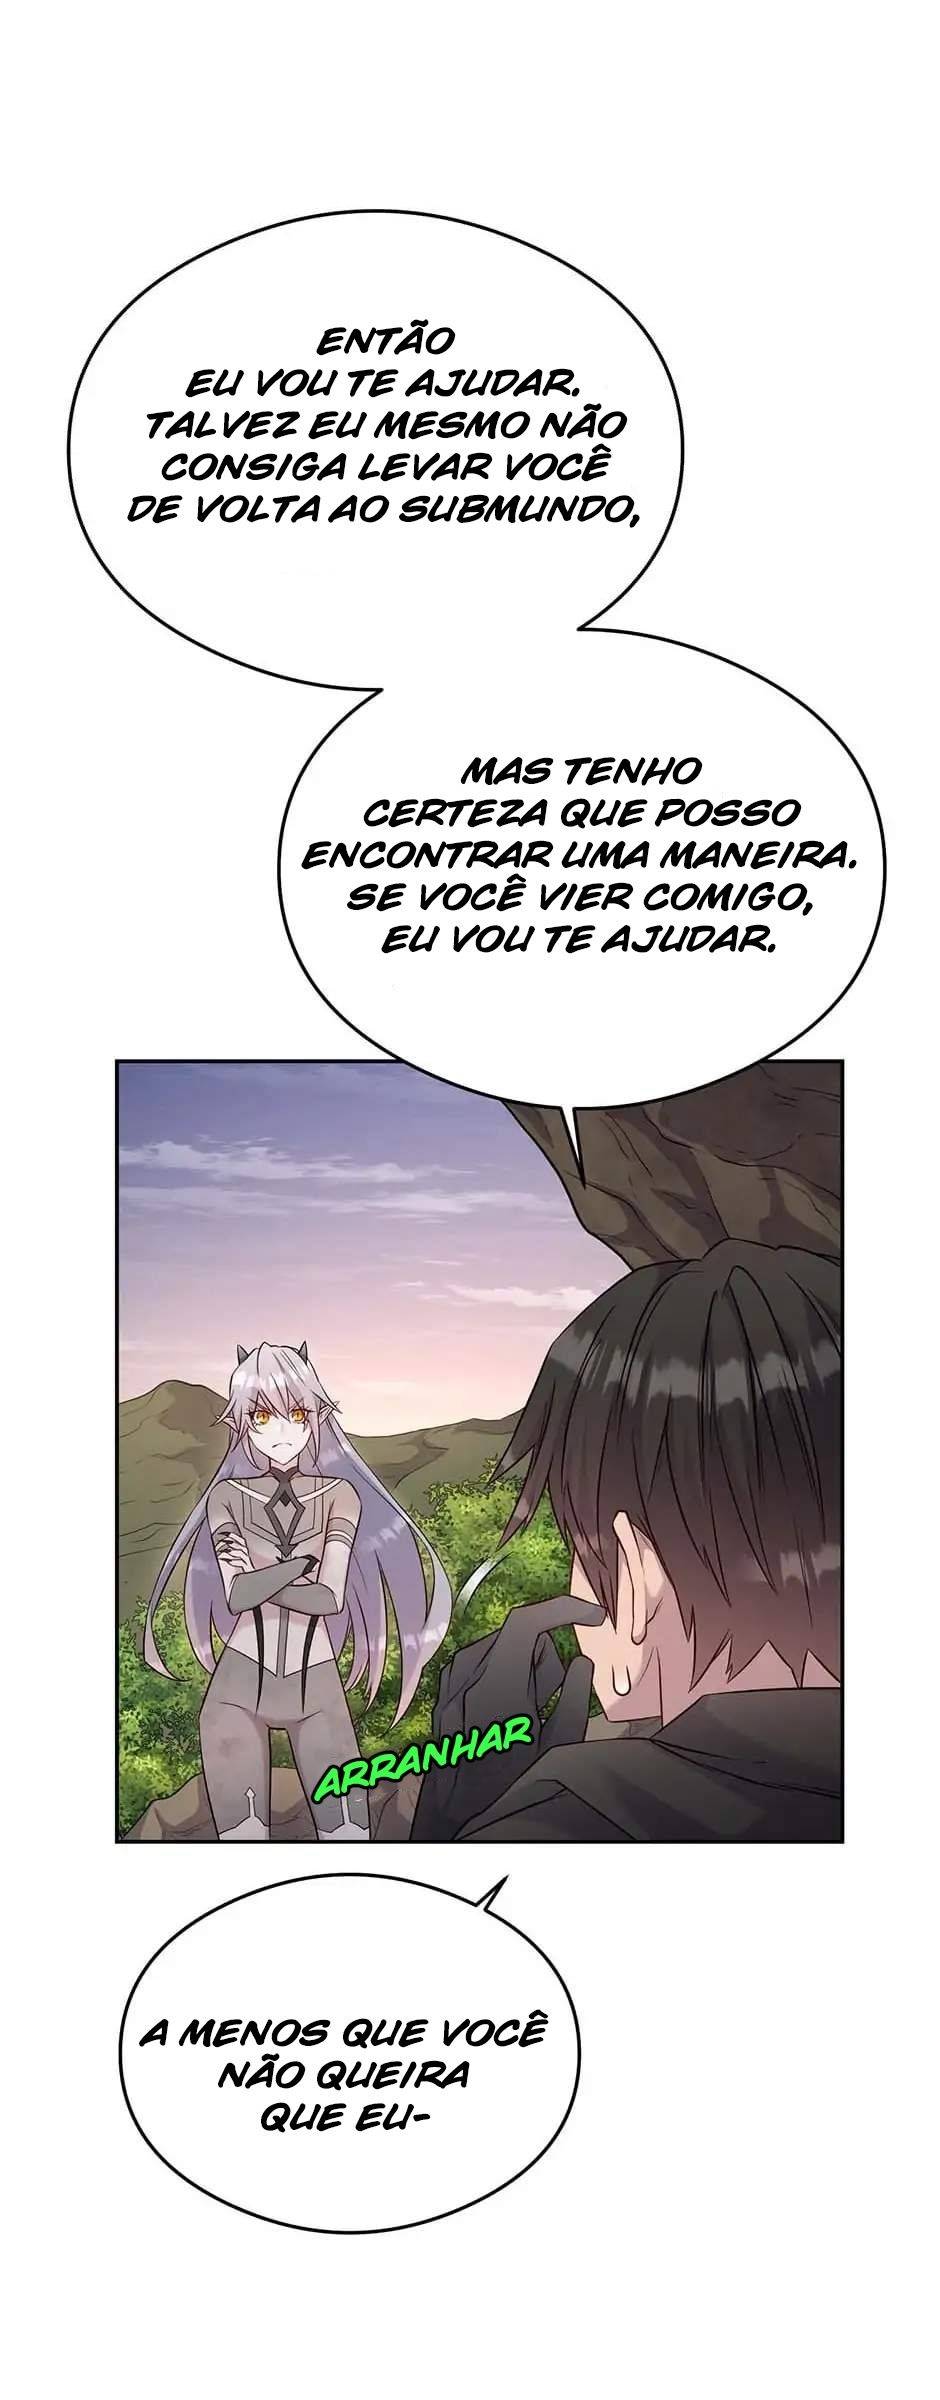 ENTÃO
EU VOU TE AJUDAR.
TALVEZ EU MESMO NÃO
CONSIGA LEVAR VOCÊ
DE VOLTA AO SUBMUNDO,
MAS TENHO
CERTEZA QUE POSSO
ENCONTRAR UMA MANEIRA.
SE VOCÊ VIER COMIGO,
EU VOU TE AJUDAR.
ARRANHAR
A MENOS QUE VOCÊ
NÃO QUEIRA
QUE EU-